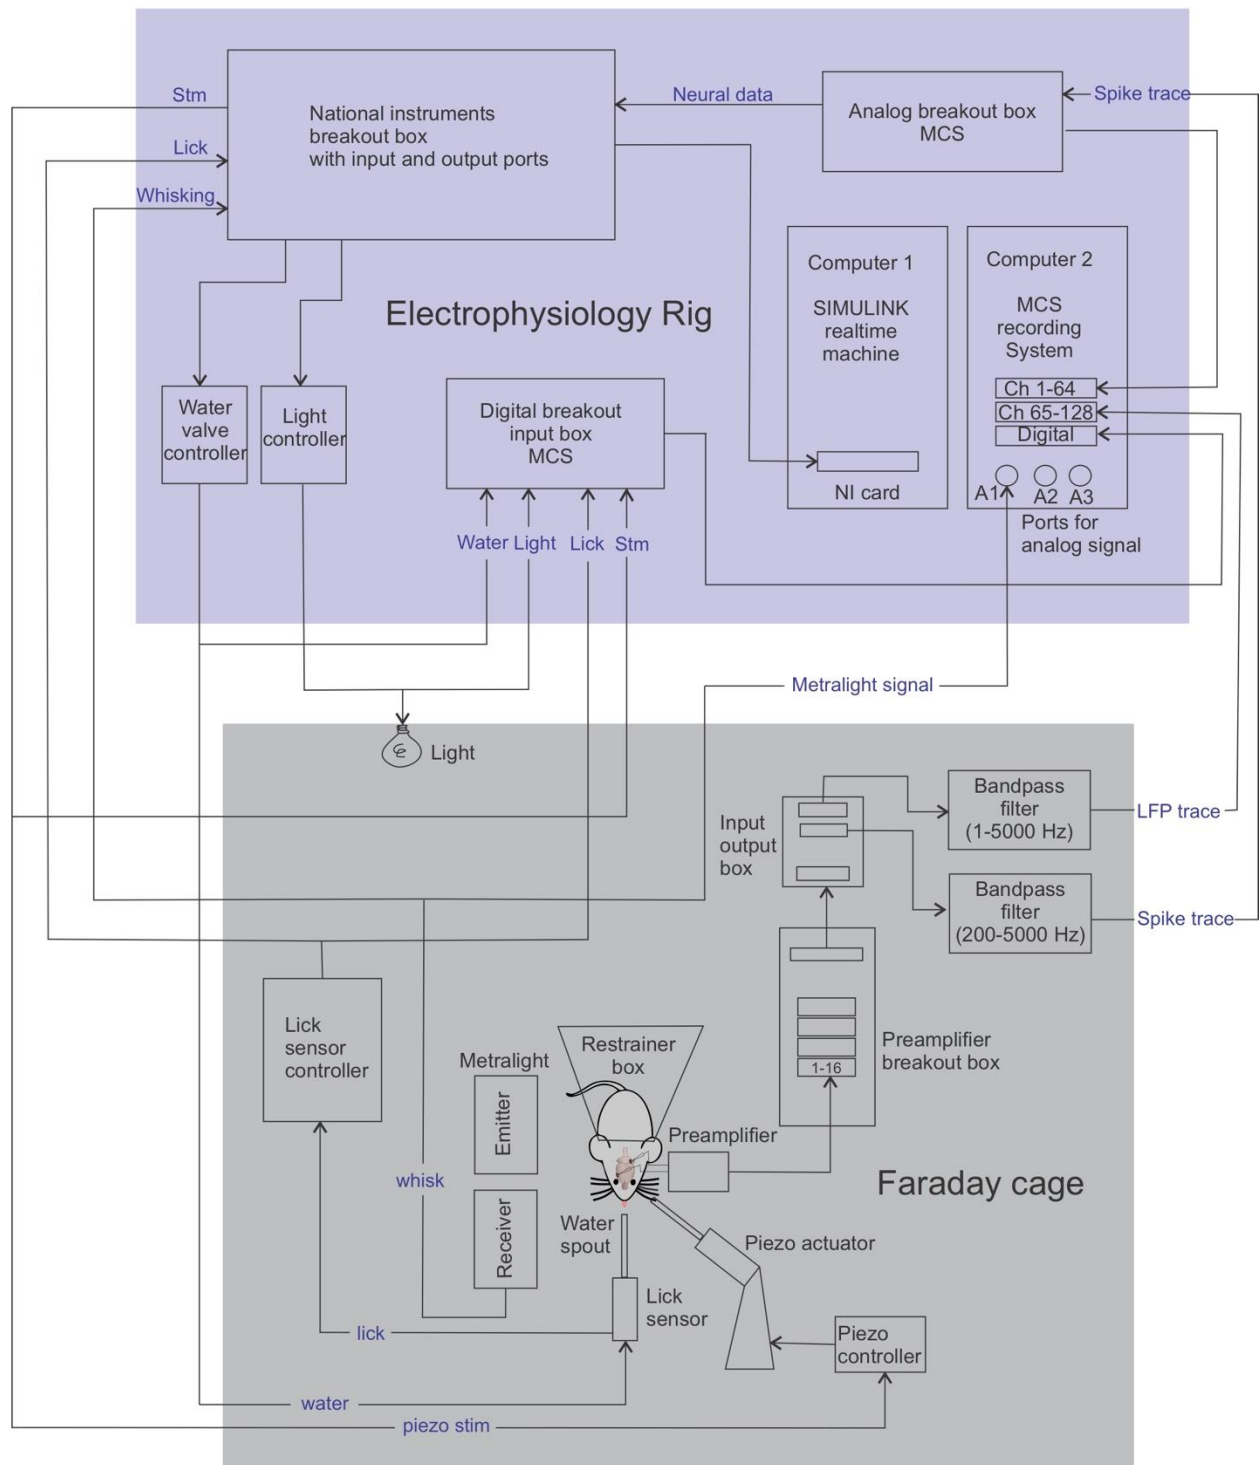 Stm
Lick
Whisking
National instruments
breakout box
with input and output ports
Neural data
Analog breakout box
MCS
Spike trace
Electrophysiology Rig
Computer 1
SIMULINK
realtime
machine
NI card
Computer 2
MCS
recording
System
Ch 1-64
Ch 65-128
Digital
A1
A2
A3
Ports for
analog signal
Water
valve
controller
Light
controller
Digital breakout
input box
MCS
Water
Light
Lick
Stm
Metralight signal
Light
Input
output
box
Bandpass
filter
(1-5000 Hz)
LFP trace
Bandpass
filter
(200-5000 Hz)
Spike trace
Lick
sensor
controller
Metralight
Emitter
Receiver
whisk
Restrainer
box
Preamplifier
1-16
Preamplifier
breakout box
Faraday cage
Water
spout
Piezo actuator
Lick
sensor
lick
Piezo
controller
water
piezo stim